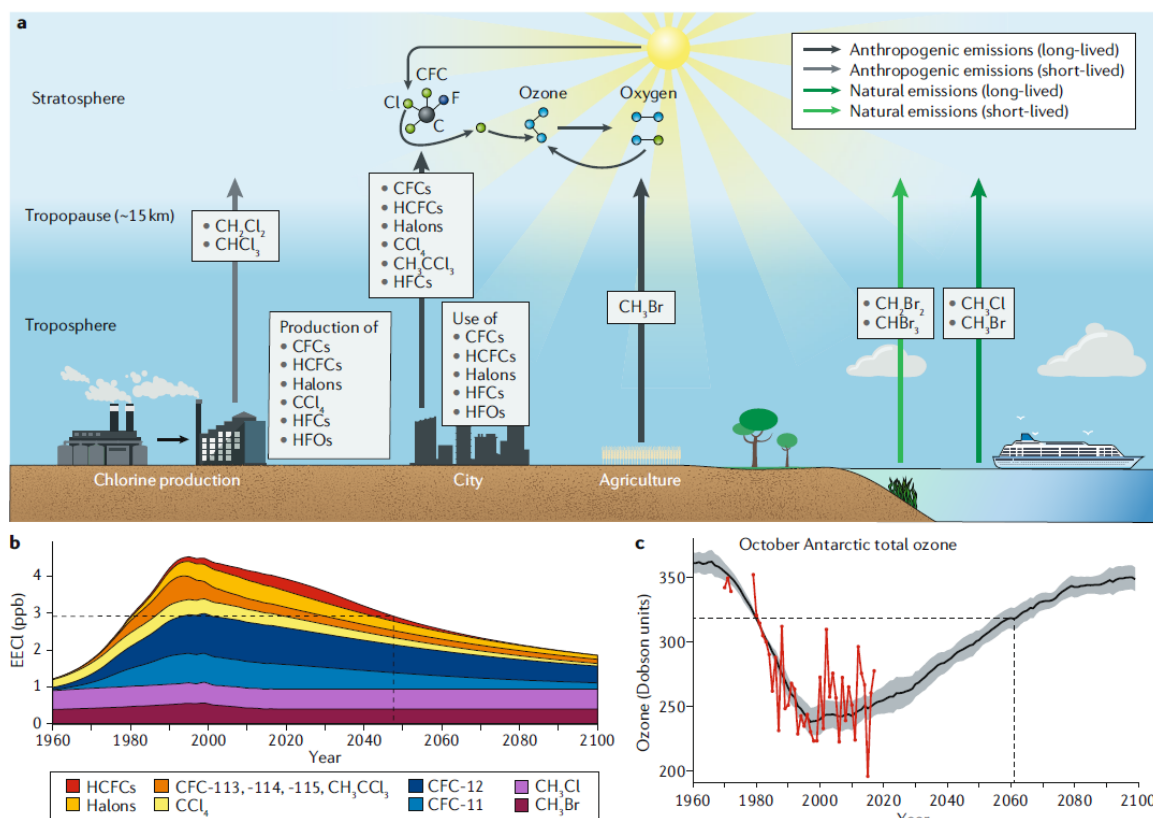 a
Anthropogenic emissions (long-lived)
Anthropogenic emissions (short-lived)
Natural emissions (long-lived)
Natural emissions (short-lived)
Stratosphere
CFC
Cl
F
C
Ozone
Oxygen
Tropopause (~15 km)
• CH₂Cl₂
• CHCl₃
• CFCs
• HCFCs
• Halons
• CCl₄
• CH₃CCl₃
• HFCs
CH₃Br
• CH₂Br₂
• CHBr₃
• CH₃Cl
• CH₃Br
Troposphere
Production of
• CFCs
• HCFCs
• Halons
• CCl₄
• HFCs
• HFOs
Use of
• CFCs
• HCFCs
• Halons
• HFCs
• HFOs
Chlorine production
City
Agriculture
b
EECl (ppb)
4
3
2
1
0
1960 1980 2000 2020 2040 2060 2080 2100
Year
HCFCs
Halons
CFC-113, -114, -115, CH₃CCl₃
CCl₄
CFC-12
CFC-11
CH₃Cl
CH₃Br
c
October Antarctic total ozone
Ozone (Dobson units)
350
300
250
200
1960 1980 2000 2020 2040 2060 2080 2100